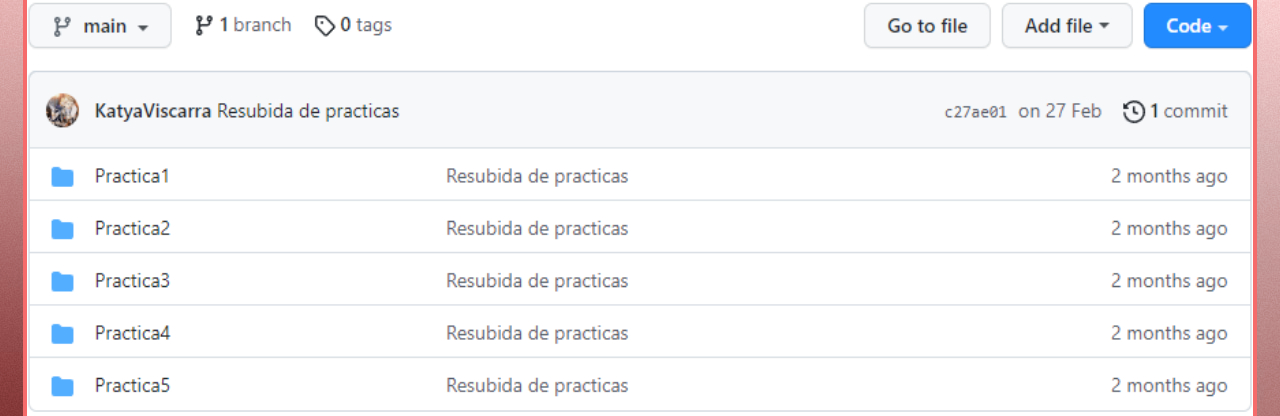 main 1 branch 0 tags Go to file Add file Code
KatyaViscarra Resubida de practicas c27ae01 on 27 Feb 1 commit
Practica1 Resubida de practicas 2 months ago
Practica2 Resubida de practicas 2 months ago
Practica3 Resubida de practicas 2 months ago
Practica4 Resubida de practicas 2 months ago
Practica5 Resubida de practicas 2 months ago